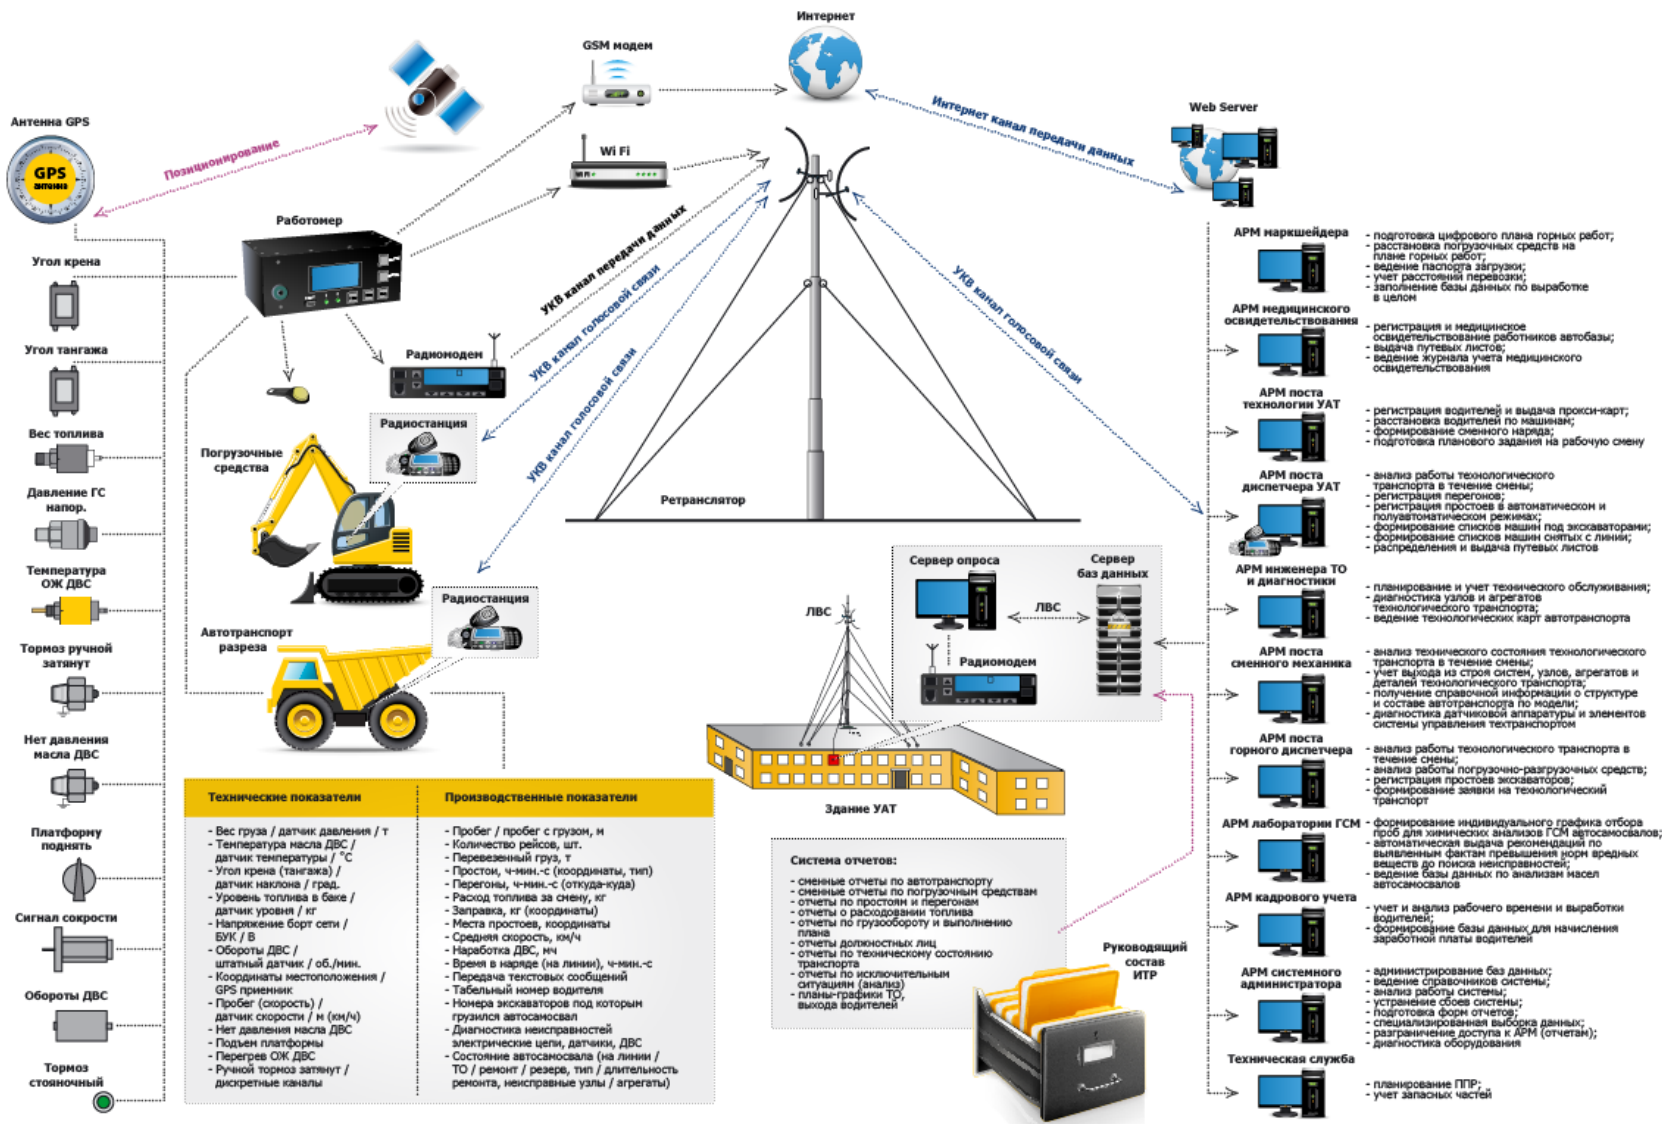 Интернет
GSM модем
Wi Fi
Wi Fi
Интернет канал передачи данных
Web Server
Антенна GPS
GPS
антенна
Позиционирование
Работомер
УКВ канал передачи данных
УКВ канал голосовой связи
УКВ канал голосовой связи
УКВ канал голосовой связи
Радиомодем
Радиостанция
Погрузочные
средства
Радиостанция
Автотранспорт
разреза
Ретранслятор
Угол крена
Угол тангажа
Вес топлива
Давление ГС
напор.
Температура
ОЖ ДВС
Тормоз ручной
затянут
Нет давления
масла ДВС
Платформу
поднять
Сигнал сокрости
Обороты ДВС
Тормоз
стояночный
Технические показатели
- Вес груза / датчик давления / т
- Температура масла ДВС /
датчик температуры / °С
- Угол крена (тангажа) /
датчик наклона / град.
- Уровень топлива в баке /
датчик уровня / кг
- Напряжение борт сети /
БУК / В
- Обороты ДВС /
штатный датчик / об./мин.
- Координаты местоположения /
GPS приемник
- Пробег (скорость) /
датчик скорости / м (км/ч)
- Нет давления масла ДВС
- Подъем платформы
- Перегрев ОЖ ДВС
- Ручной тормоз затянут /
дискретные каналы
Производственные показатели
- Пробег / пробег с грузом, м
- Количество рейсов, шт.
- Перевезенный груз, т
- Простои, ч-мин.-с (координаты, тип)
- Перегоны, ч-мин.-с (откуда-куда)
- Расход топлива за смену, кг
- Заправка, кг (координаты)
- Места простоев, координаты
- Средняя скорость, км/ч
- Наработка ДВС, мч
- Время в наряде (на линии), ч-мин.-с
- Передача текстовых сообщений
- Табельный номер водителя
- Номера экскаваторов под которым
грузился автосамосвал
- Диагностика неисправностей
электрические цепи, датчики, ДВС
- Состояние автосамосвала (на линии /
ТО / ремонт / резерв, тип / длительность
ремонта, неисправные узлы / агрегаты)
Сервер опроса
Сервер
баз данных
ЛВС
Радиомодем
ЛВС
Здание УАТ
Система отчетов:
- сменные отчеты по автотранспорту
- сменные отчеты по погрузочным средствам
- отчеты по простоям и перегонам
- отчеты о расходовании топлива
- отчеты по грузообороту и выполнению
плана
- отчеты должностных лиц
- отчеты по техническому состоянию
транспорта
- отчеты по исключительным
ситуациям (анализ)
- планы-графики ТО,
выхода водителей
Руководящий
состав
ИТР
АРМ маркшейдера
- подготовка цифрового плана горных работ;
- расстановка погрузочных средств на
плане горных работ;
- ведение паспорта загрузки;
- учет расстояний перевозки;
- заполнение базы данных по выработке
в целом
АРМ медицинского
освидетельствования
- регистрация и медицинское
освидетельствование работников автобазы;
- выдача путевых листов;
- ведение журнала учета медицинского
освидетельствования
АРМ поста
технологии УАТ
- регистрация водителей и выдача прокси-карт;
- расстановка водителей по машинам;
- формирование сменного наряда;
- подготовка планового задания на рабочую смену
АРМ поста
диспетчера УАТ
- анализ работы технологического
транспорта в течение смены;
- регистрация перегонов;
- регистрация простоев в автоматическом и
полуавтоматическом режимах;
- формирование списков машин под экскаваторами;
- формирование списков машин снятых с линии;
- распределения и выдача путевых листов
АРМ инженера ТО
и диагностики
- планирование и учет технического обслуживания;
- диагностика узлов и агрегатов
технологического транспорта;
- ведение технологических карт автотранспорта
АРМ поста
сменного механика
- анализ технического состояния технологического
транспорта в течение смены;
- учет выхода из строя систем, узлов, агрегатов и
деталей технологического транспорта;
- получение справочной информации о структуре
и составе автотранспорта по модели;
- диагностика датчиковой аппаратуры и элементов
системы управления техтранспортом
АРМ поста
горного диспетчера
- анализ работы технологического транспорта в
течение смены;
- анализ работы погрузочно-разгрузочных средств;
- регистрация простоев экскаваторов;
- формирование заявки на технологический
транспорт
АРМ лаборатории ГСМ
- формирование индивидуального графика отбора
проб для химических анализов ГСМ автосамосвалов;
- автоматическая выдача рекомендации по
выявленным фактам превышения норм вредных
веществ до поиска неисправностей;
- ведение базы данных по анализам масел
автосамосвалов
АРМ кадрового учета
- учет и анализ рабочего времени и выработки
водителей;
- формирование базы данных для начисления
заработной платы водителей
АРМ системного
администратора
- администрирование баз данных;
- ведение справочников системы;
- анализ работы системы;
- устранение сбоев системы;
- подготовка форм отчетов;
- специализированная выборка данных;
- разграничение доступа к АРМ (отчетам);
- диагностика оборудования
Техническая служба
- планирование ППР;
- учет запасных частей